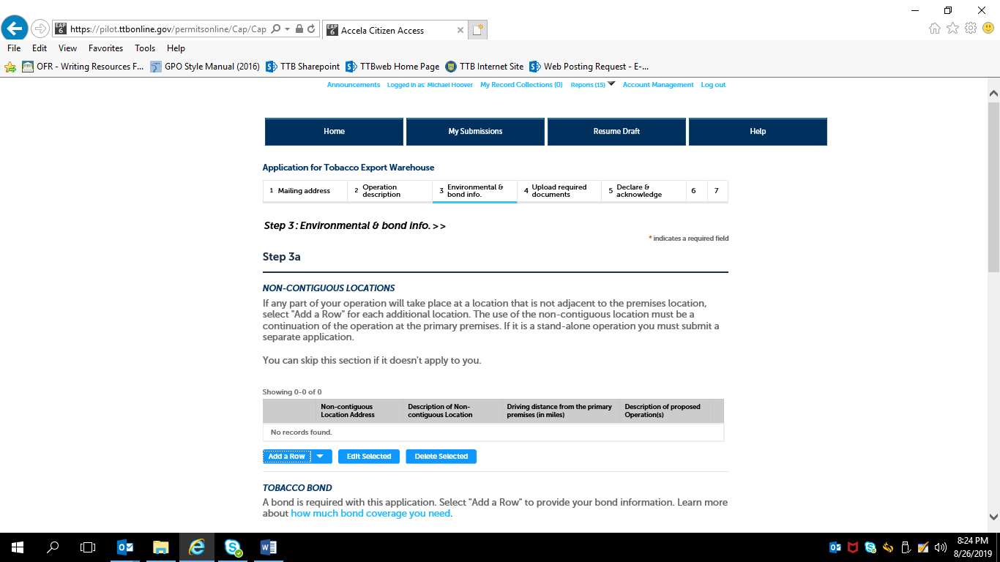 https://pilot.ttbonline.gov/permitsonline/Cap/Cap
EAP 6 Accela Citizen Access
File Edit View Favorites Tools Help
OFR - Writing Resources F... GPO Style Manual (2016) TTB Sharepoint TTBweb Home Page TTB Internet Site Web Posting Request - E-...
Announcements Logged in as: Michael Hoover My Record Collections (0) Reports (15) Account Management Log out
Home My Submissions Resume Draft Help
Application for Tobacco Export Warehouse
1 Mailing address 2 Operation description 3 Environmental & bond info. 4 Upload required documents 5 Declare & acknowledge 6 7
Step 3 : Environmental & bond info. >>
* indicates a required field
Step 3a
NON-CONTIGUOUS LOCATIONS
If any part of your operation will take place at a location that is not adjacent to the premises location,
select "Add a Row" for each additional location. The use of the non-contiguous location must be a
continuation of the operation at the primary premises. If it is a stand-alone operation you must submit a
separate application.
You can skip this section if it doesn't apply to you.
Showing 0-0 of 0
Non-contiguous Location Address Description of Non-contiguous Location Driving distance from the primary premises (in miles) Description of proposed Operation(s)
No records found.
Add a Row Edit Selected Delete Selected
TOBACCO BOND
A bond is required with this application. Select "Add a Row" to provide your bond information. Learn more
about how much bond coverage you need.
8:24 PM
8/26/2019